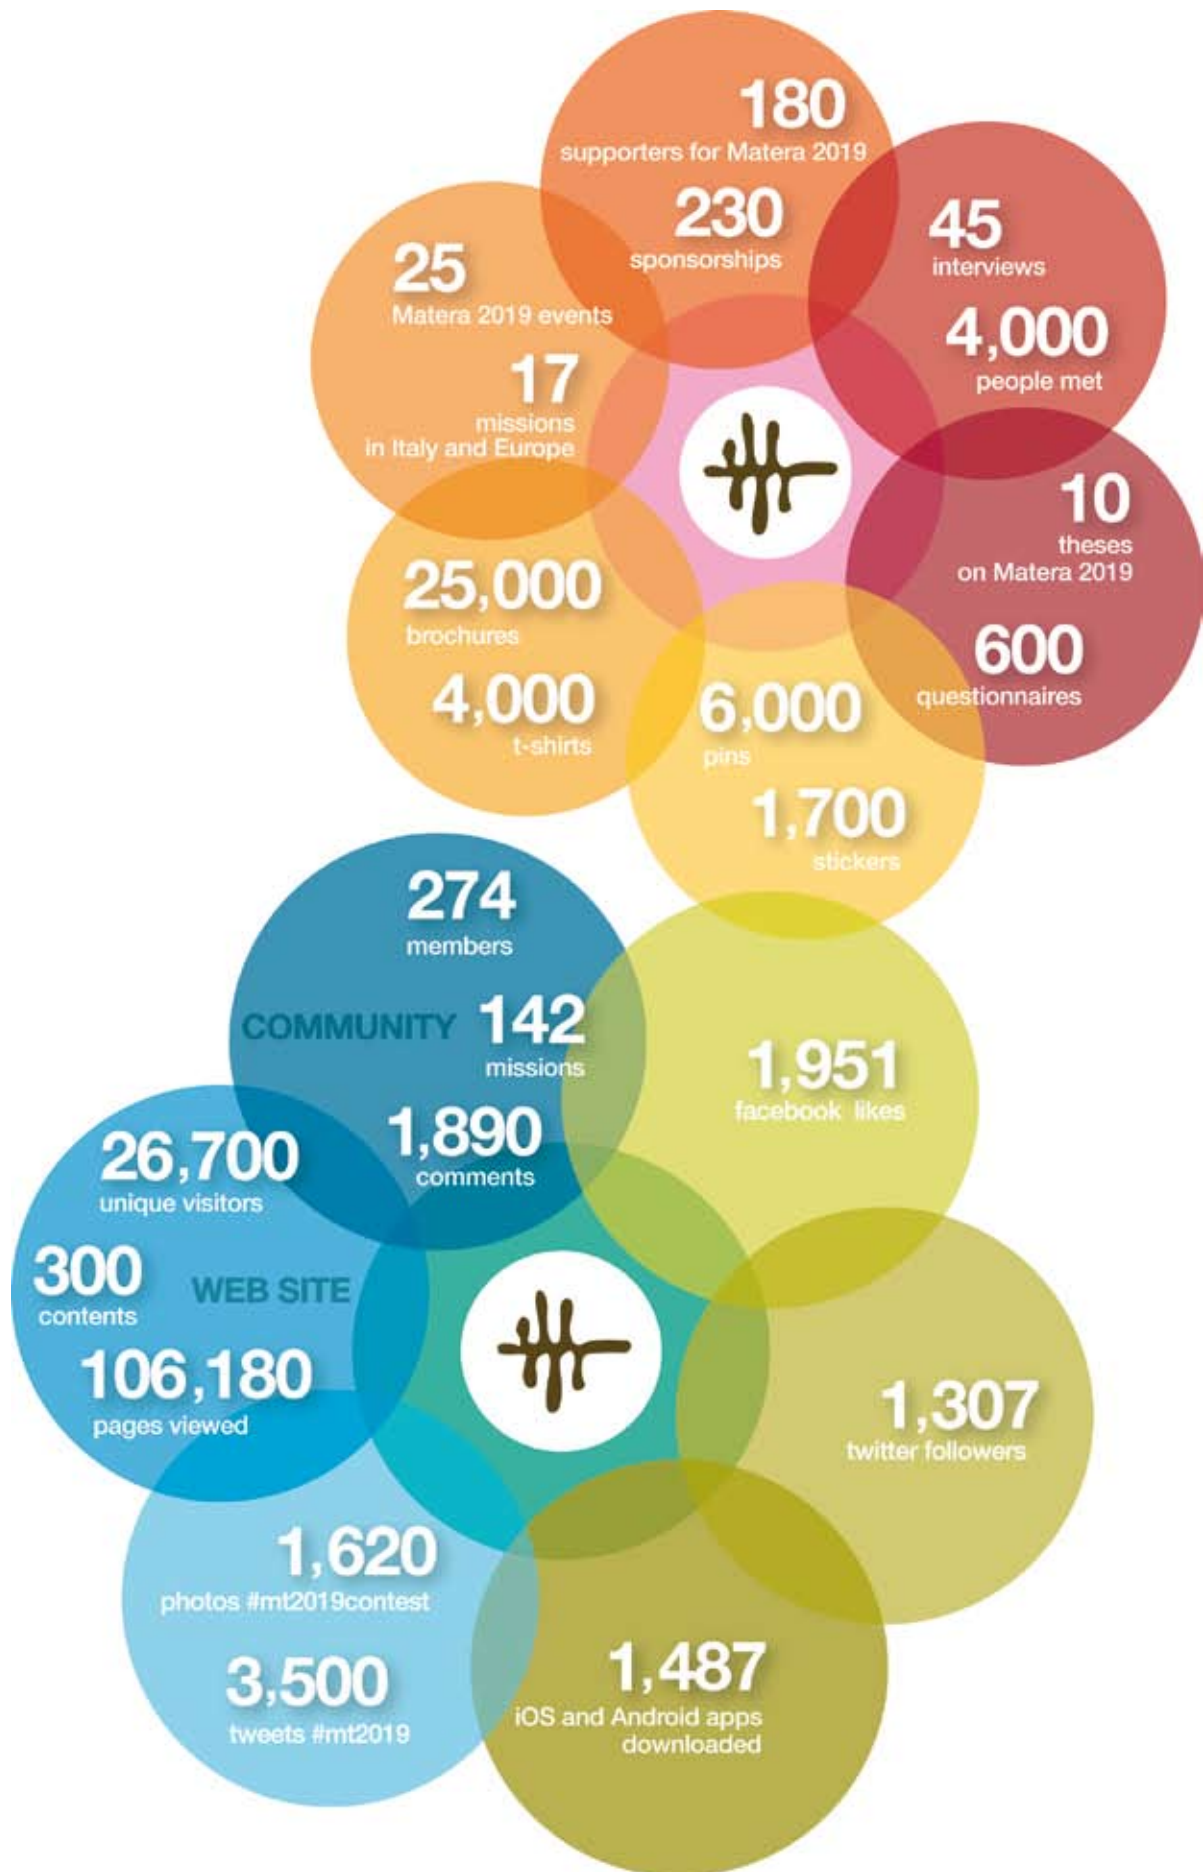 180
supporters for Matera 2019
230
sponsorships
45
interviews
4,000
people met
25
Matera 2019 events
17
missions
in Italy and Europe
10
theses
on Matera 2019
600
questionnaires
25,000
brochures
4,000
t-shirts
6,000
pins
1,700
stickers
274
members
COMMUNITY
142
missions
1,890
comments
1,951
facebook likes
26,700
unique visitors
300
contents
WEB SITE
106,180
pages viewed
1,307
twitter followers
1,620
photos #mt2019contest
3,500
tweets #mt2019
1,487
iOS and Android apps
downloaded